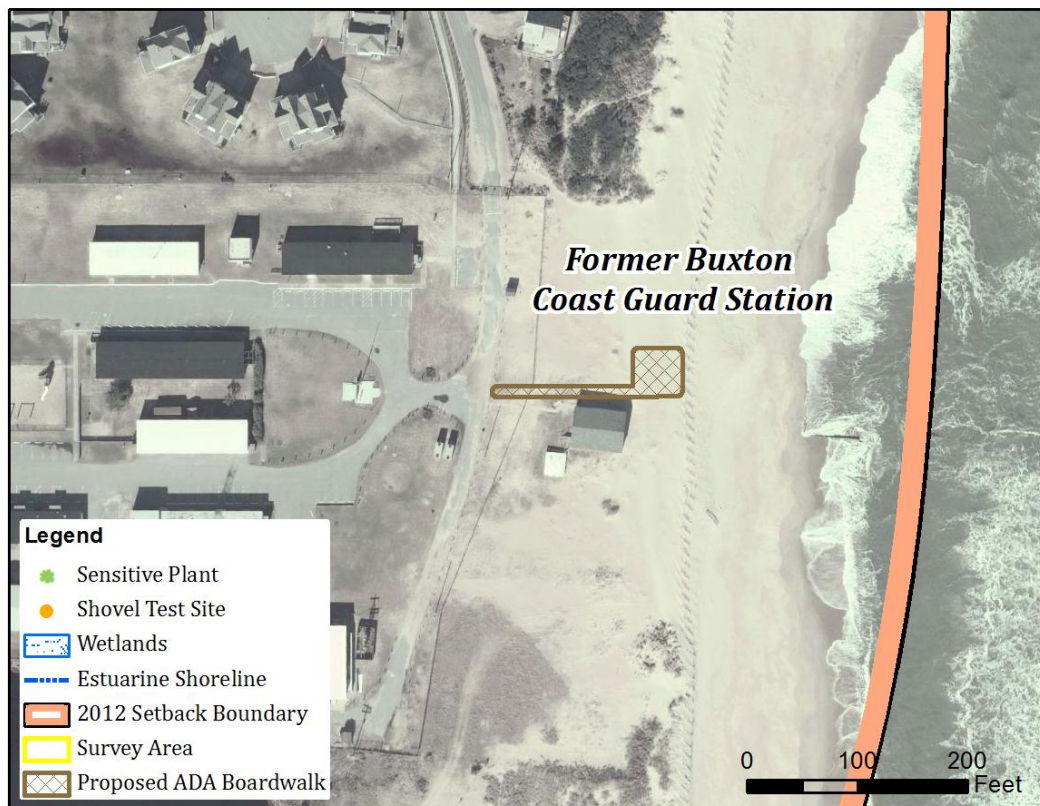 Former Buxton
Coast Guard Station
Legend
Sensitive Plant
Shovel Test Site
Wetlands
Estuarine Shoreline
2012 Setback Boundary
Survey Area
Proposed ADA Boardwalk
0 100 200
Feet